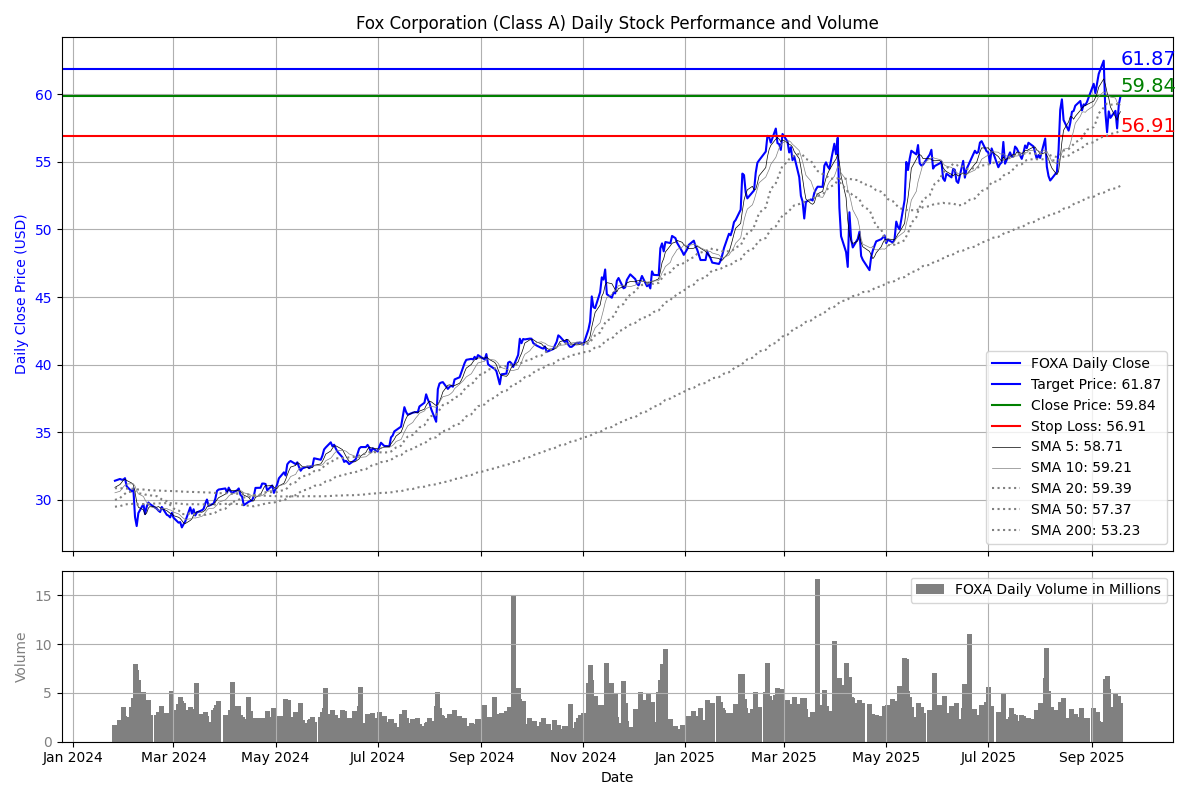 Fox Corporation (Class A) Daily Stock Performance and Volume
61.87
59.84
56.91
60
55
50
45
40
35
30
Daily Close Price (USD)
FOXA Daily Close
Target Price: 61.87
Close Price: 59.84
Stop Loss: 56.91
SMA 5: 58.71
SMA 10: 59.21
SMA 20: 59.39
SMA 50: 57.37
SMA 200: 53.23
FOXA Daily Volume in Millions
15
10
5
0
Volume
Jan 2024 Mar 2024 May 2024 Jul 2024 Sep 2024 Nov 2024 Jan 2025 Mar 2025 May 2025 Jul 2025 Sep 2025
Date